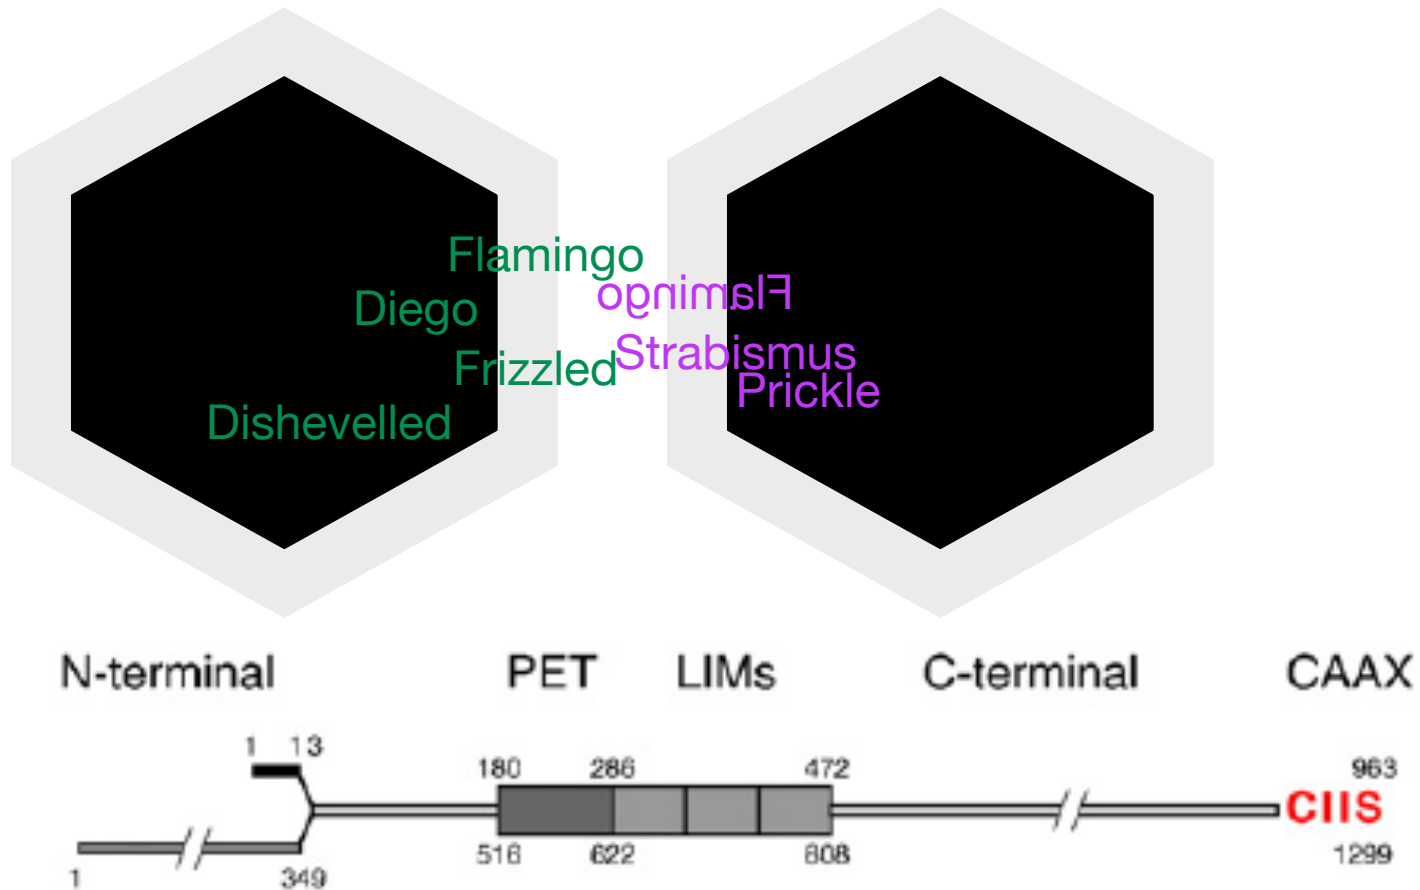 Flamingo
Flamingo
Diego
Strabismus
Frizzled
Prickle
Dishevelled
N-terminal PET LIMs C-terminal CAAX
1 13
180 286 472 963
CIIS
516 622 808 1299
1 349